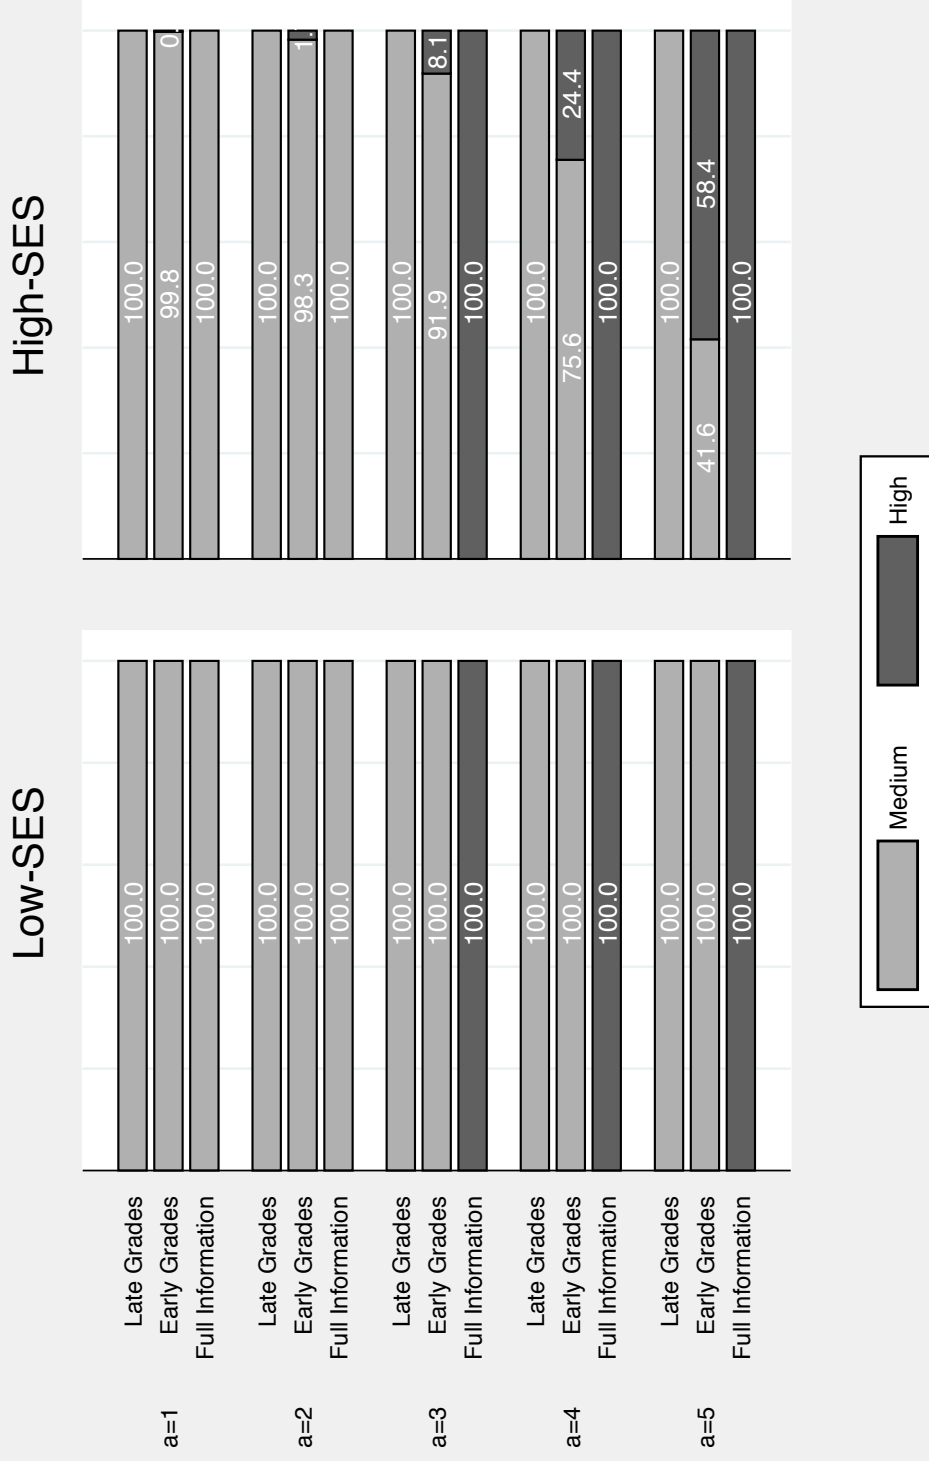 Low-SES High-SES
Late Grades 100.0 100.0
a=1 Early Grades 100.0 99.8 0.
Full Information 100.0 100.0
Late Grades 100.0 100.0
a=2 Early Grades 100.0 98.3 1.
Full Information 100.0 100.0
Late Grades 100.0 100.0
a=3 Early Grades 100.0 91.9 8.1
Full Information 100.0 100.0
Late Grades 100.0 100.0
a=4 Early Grades 100.0 75.6 24.4
Full Information 100.0 100.0
Late Grades 100.0 100.0
a=5 Early Grades 100.0 41.6 58.4
Full Information 100.0 100.0
Medium High